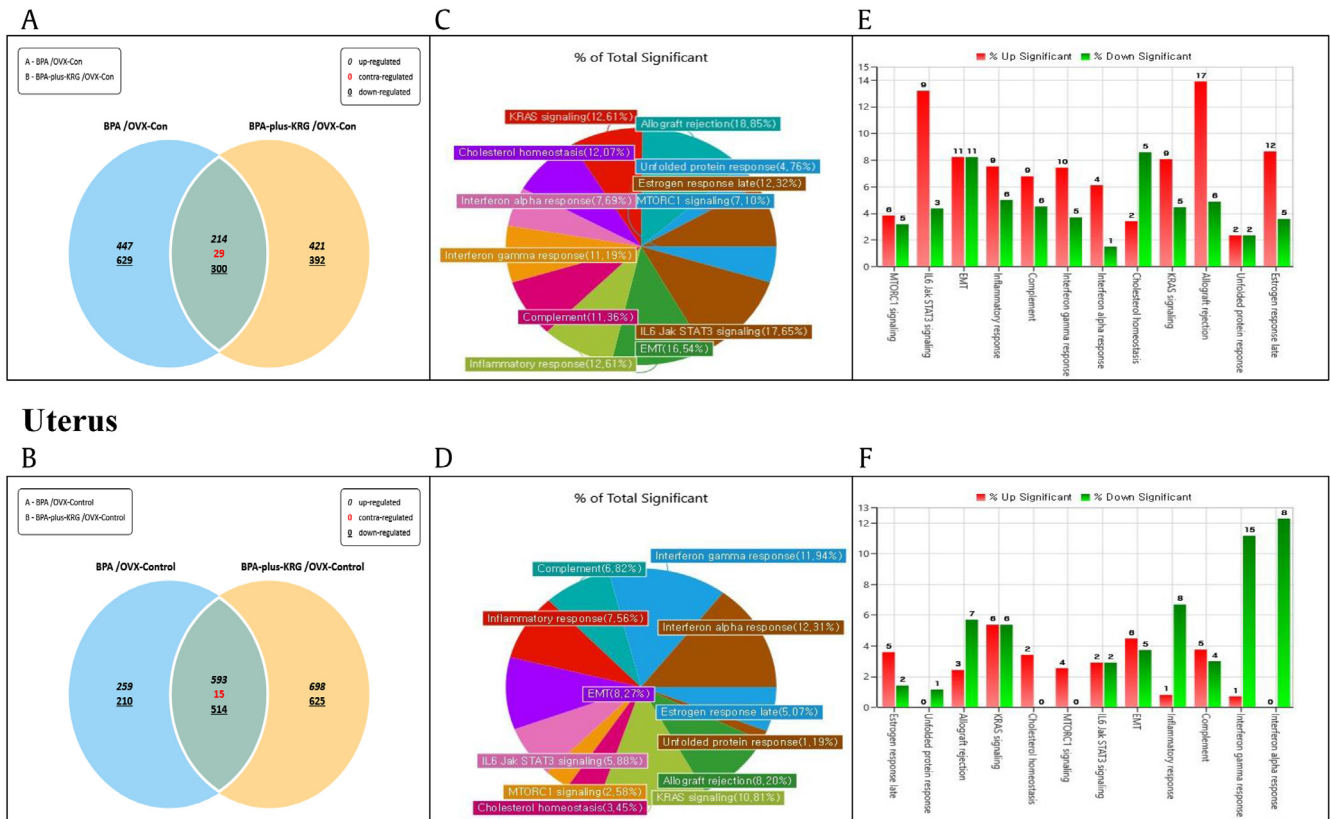 A
C
E
A - BPA /OVX-Con
B - BPA-plus-KRG /OVX-Con
0 up-regulated
0 contra-regulated
0 down-regulated
BPA /OVX-Con
BPA-plus-KRG /OVX-Con
447
629
214
29
300
421
392
% of Total Significant
KRAS signaling(12,61%)
Allograft rejection(18,85%)
Cholesterol homeostasis(12,07%)
Unfolded protein response(4,76%)
Estrogen response late(12,32%)
Interferon alpha response(7,69%)
MTORC1 signaling(7,10%)
Interferon gamma response(11,19%)
Complement(11,36%)
IL6 Jak STAT3 signaling(17,65%)
EMT(16,54%)
Inflammatory response(12,61%)
% Up Significant
% Down Significant
15
14
12
10
8
6
4
2
0
6 5
9 3
11 11
9 6
9 6
10 5
4 1
2 5
9 5
17 6
2 2
12 5
MTORC1 signaling
IL6 Jak STAT3 signaling
EMT
Inflammatory response
Complement
Interferon gamma response
Interferon alpha response
Cholesterol homeostasis
KRAS signaling
Allograft rejection
Unfolded protein response
Estrogen response late
Uterus
B
D
F
A - BPA /OVX-Control
B - BPA-plus-KRG /OVX-Control
0 up-regulated
0 contra-regulated
0 down-regulated
BPA /OVX-Control
BPA-plus-KRG /OVX-Control
259
210
593
15
514
698
625
% of Total Significant
Interferon gamma response(11,94%)
Complement(6,82%)
Inflammatory response(7,56%)
Interferon alpha response(12,31%)
EMT(8,27%)
Estrogen response late(5,07%)
Unfolded protein response(1,19%)
IL6 Jak STAT3 signaling(5,88%)
Allograft rejection(8,20%)
MTORC1 signaling(2,58%)
KRAS signaling(10,81%)
Cholesterol homeostasis(3,45%)
% Up Significant
% Down Significant
13
12
10
8
6
4
2
0
5 2
0 1
3 7
6 6
2 0
4 0
2 2
6 5
1 8
5 4
1 15
0 8
Estrogen response late
Unfolded protein response
Allograft rejection
KRAS signaling
Cholesterol homeostasis
MTORC1 signaling
IL6 Jak STAT3 signaling
EMT
Inflammatory response
Complement
Interferon gamma response
Interferon alpha response